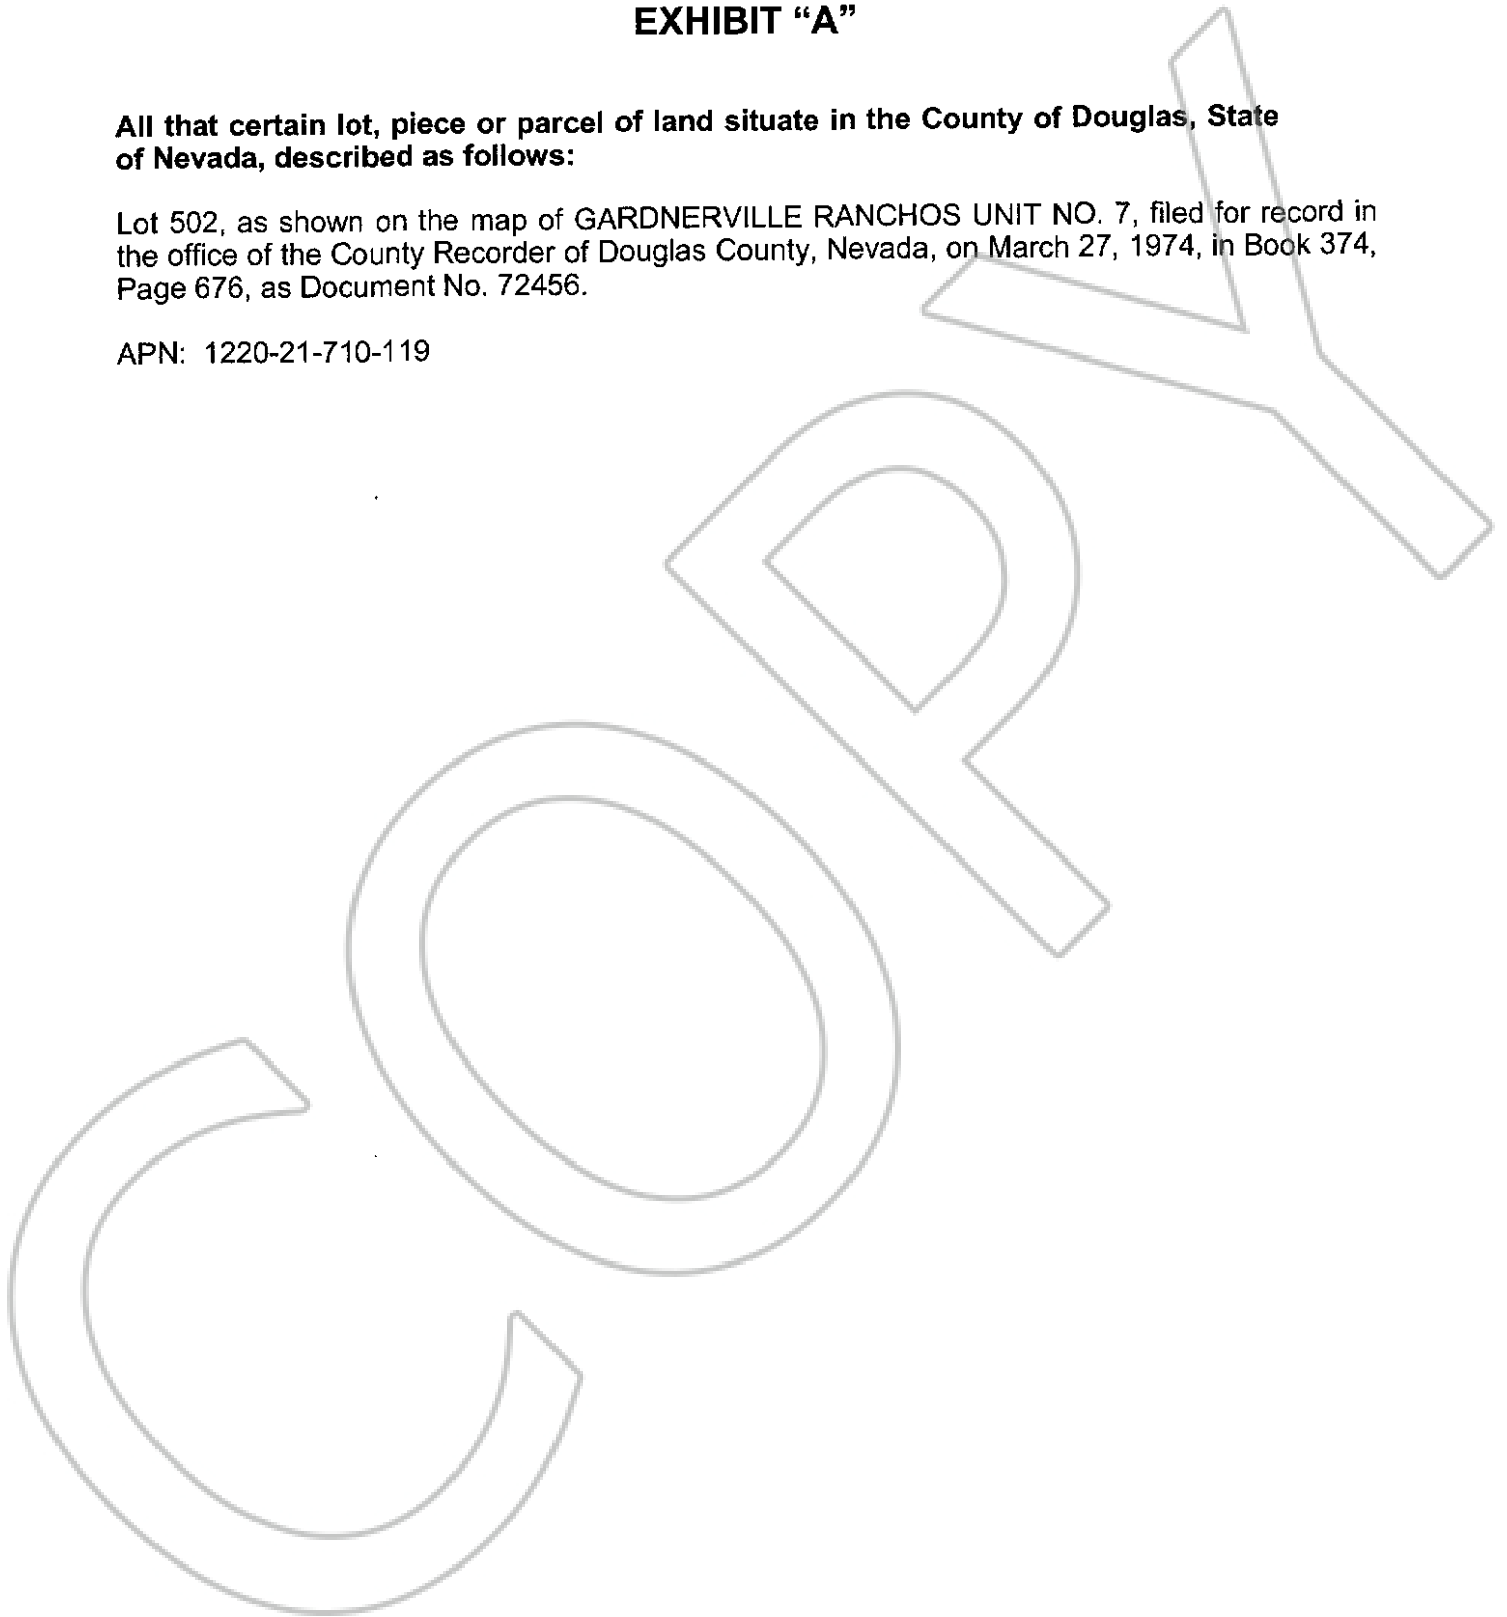 EXHIBIT “A”
All that certain lot, piece or parcel of land situate in the County of Douglas, State
of Nevada, described as follows:
Lot 502, as shown on the map of GARDNERVILLE RANCHOS UNIT NO. 7, filed for record in
the office of the County Recorder of Douglas County, Nevada, on March 27, 1974, in Book 374,
Page 676, as Document No. 72456.
APN: 1220-21-710-119
COPY